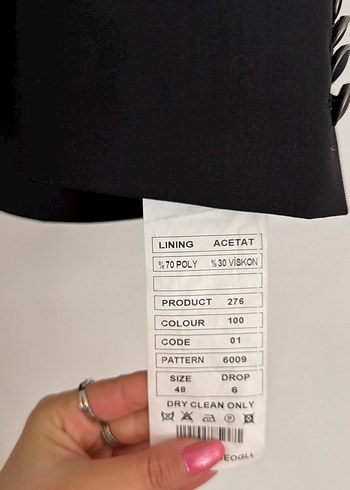 LINING ACETAT
%70 POLY %30 VİSKON
PRODUCT 276
COLOUR 100
CODE 01
PATTERN 6009
SIZE DROP
48 6
DRY CLEAN ONLY